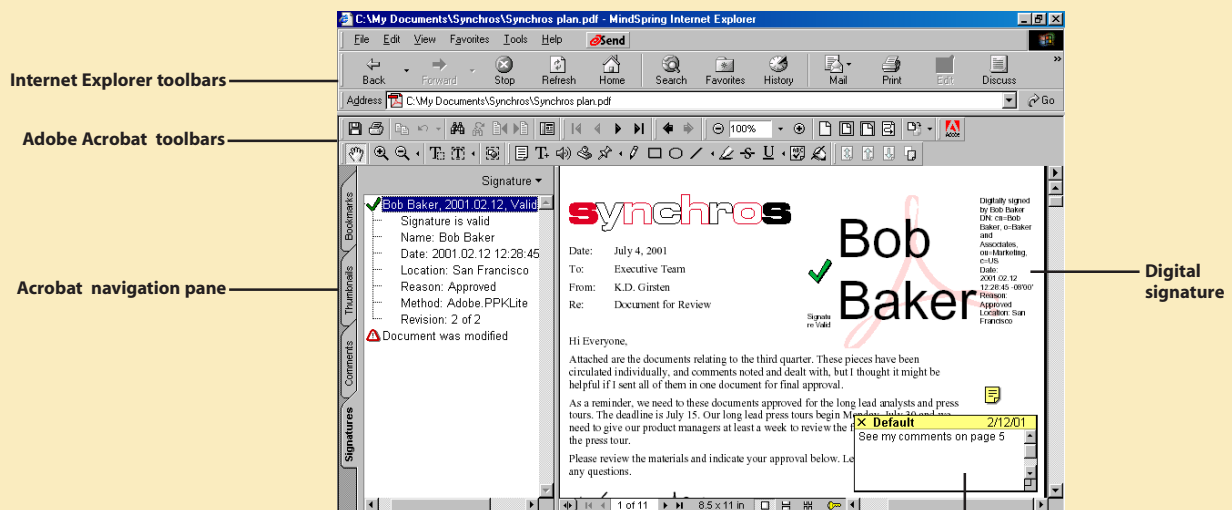 C:\My Documents\Synchros\Synchros plan.pdf - MindSpring Internet Explorer
File Edit View Favorites Tools Help Send
Back Forward Stop Refresh Home Search Favorites History Mail Print Edit Discuss »
Address C:\My Documents\Synchros\Synchros plan.pdf Go
Internet Explorer toolbars
Adobe Acrobat toolbars
100%
ADOBE
Acrobat navigation pane
Bookmarks
Thumbnails
Comments
Signatures
Signature
Bob Baker, 2001.02.12, Valid
Signature is valid
Name: Bob Baker
Date: 2001.02.12 12:28:45
Location: San Francisco
Reason: Approved
Method: Adobe.PPKLite
Revision: 2 of 2
Document was modified
synchros
Date: July 4, 2001
To: Executive Team
From: K.D. Girsten
Re: Document for Review
Bob
Baker
Signatu
re Valid
Digitally signed
by Bob Baker
DN: cn=Bob
Baker, o=Baker
and
Associates,
ou=Marketing,
c=US
Date:
2001.02.12
12:28:45 -08'00'
Reason:
Approved
Location: San
Francisco
Digital
signature
Hi Everyone,
Attached are the documents relating to the third quarter. These pieces have been
circulated individually, and comments noted and dealt with, but I thought it might be
helpful if I sent all of them in one document for final approval.
As a reminder, we need to these documents approved for the long lead analysts and press
tours. The deadline is July 15. Our long lead press tours begin Monday, July 30 and we
need to give our product managers at least a week to review the f
the press tour.
Please review the materials and indicate your approval below. Le
any questions.
Default 2/12/01
See my comments on page 5
1 of 11 8.5 x 11 in